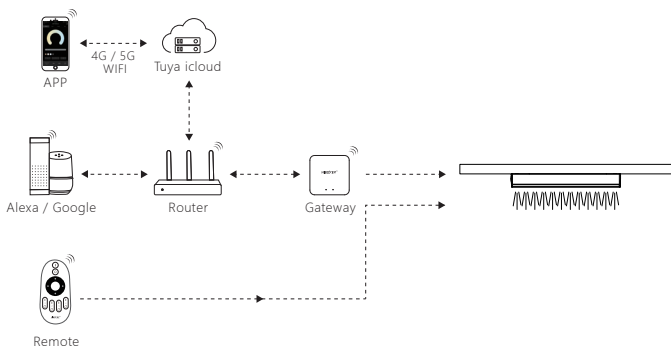 4G / 5G
WIFI
APP
Tuya icloud
Alexa / Google
Router
Gateway
Remote